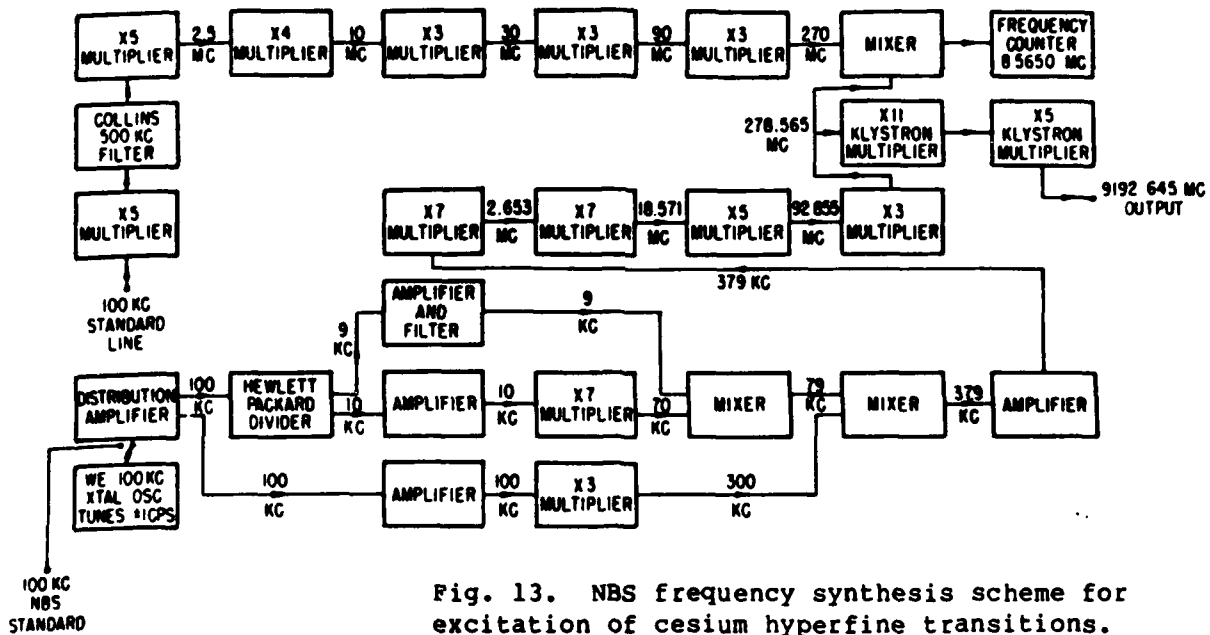 X5
MULTIPLIER
2.5
MC
X4
MULTIPLIER
10
MC
X3
MULTIPLIER
30
MC
X3
MULTIPLIER
90
MC
X3
MULTIPLIER
270
MC
MIXER
FREQUENCY
COUNTER
8 5650 MC
COLLINS
500 KC
FILTER
278.565
MC
X11
KLYSTRON
MULTIPLIER
X5
KLYSTRON
MULTIPLIER
9192 645 MC
OUTPUT
X5
MULTIPLIER
X7
MULTIPLIER
2.653
MC
X7
MULTIPLIER
18.571
MC
X5
MULTIPLIER
92 855
MC
X3
MULTIPLIER
379 KC
100 KC
STANDARD
LINE
AMPLIFIER
AND
FILTER
9
KC
9
KC
DISTRIBUTION
AMPLIFIER
100
KC
HEWLETT
PACKARD
DIVIDER
10
KC
AMPLIFIER
10
KC
X7
MULTIPLIER
70
KC
MIXER
79
KC
MIXER
379
KC
AMPLIFIER
WE 100 KC
XTAL OSC
TUNES ±1CPS
100
KC
AMPLIFIER
100
KC
X3
MULTIPLIER
300
KC
100 KC
NBS
STANDARD
Fig. 13. NBS frequency synthesis scheme for
excitation of cesium hyperfine transitions.